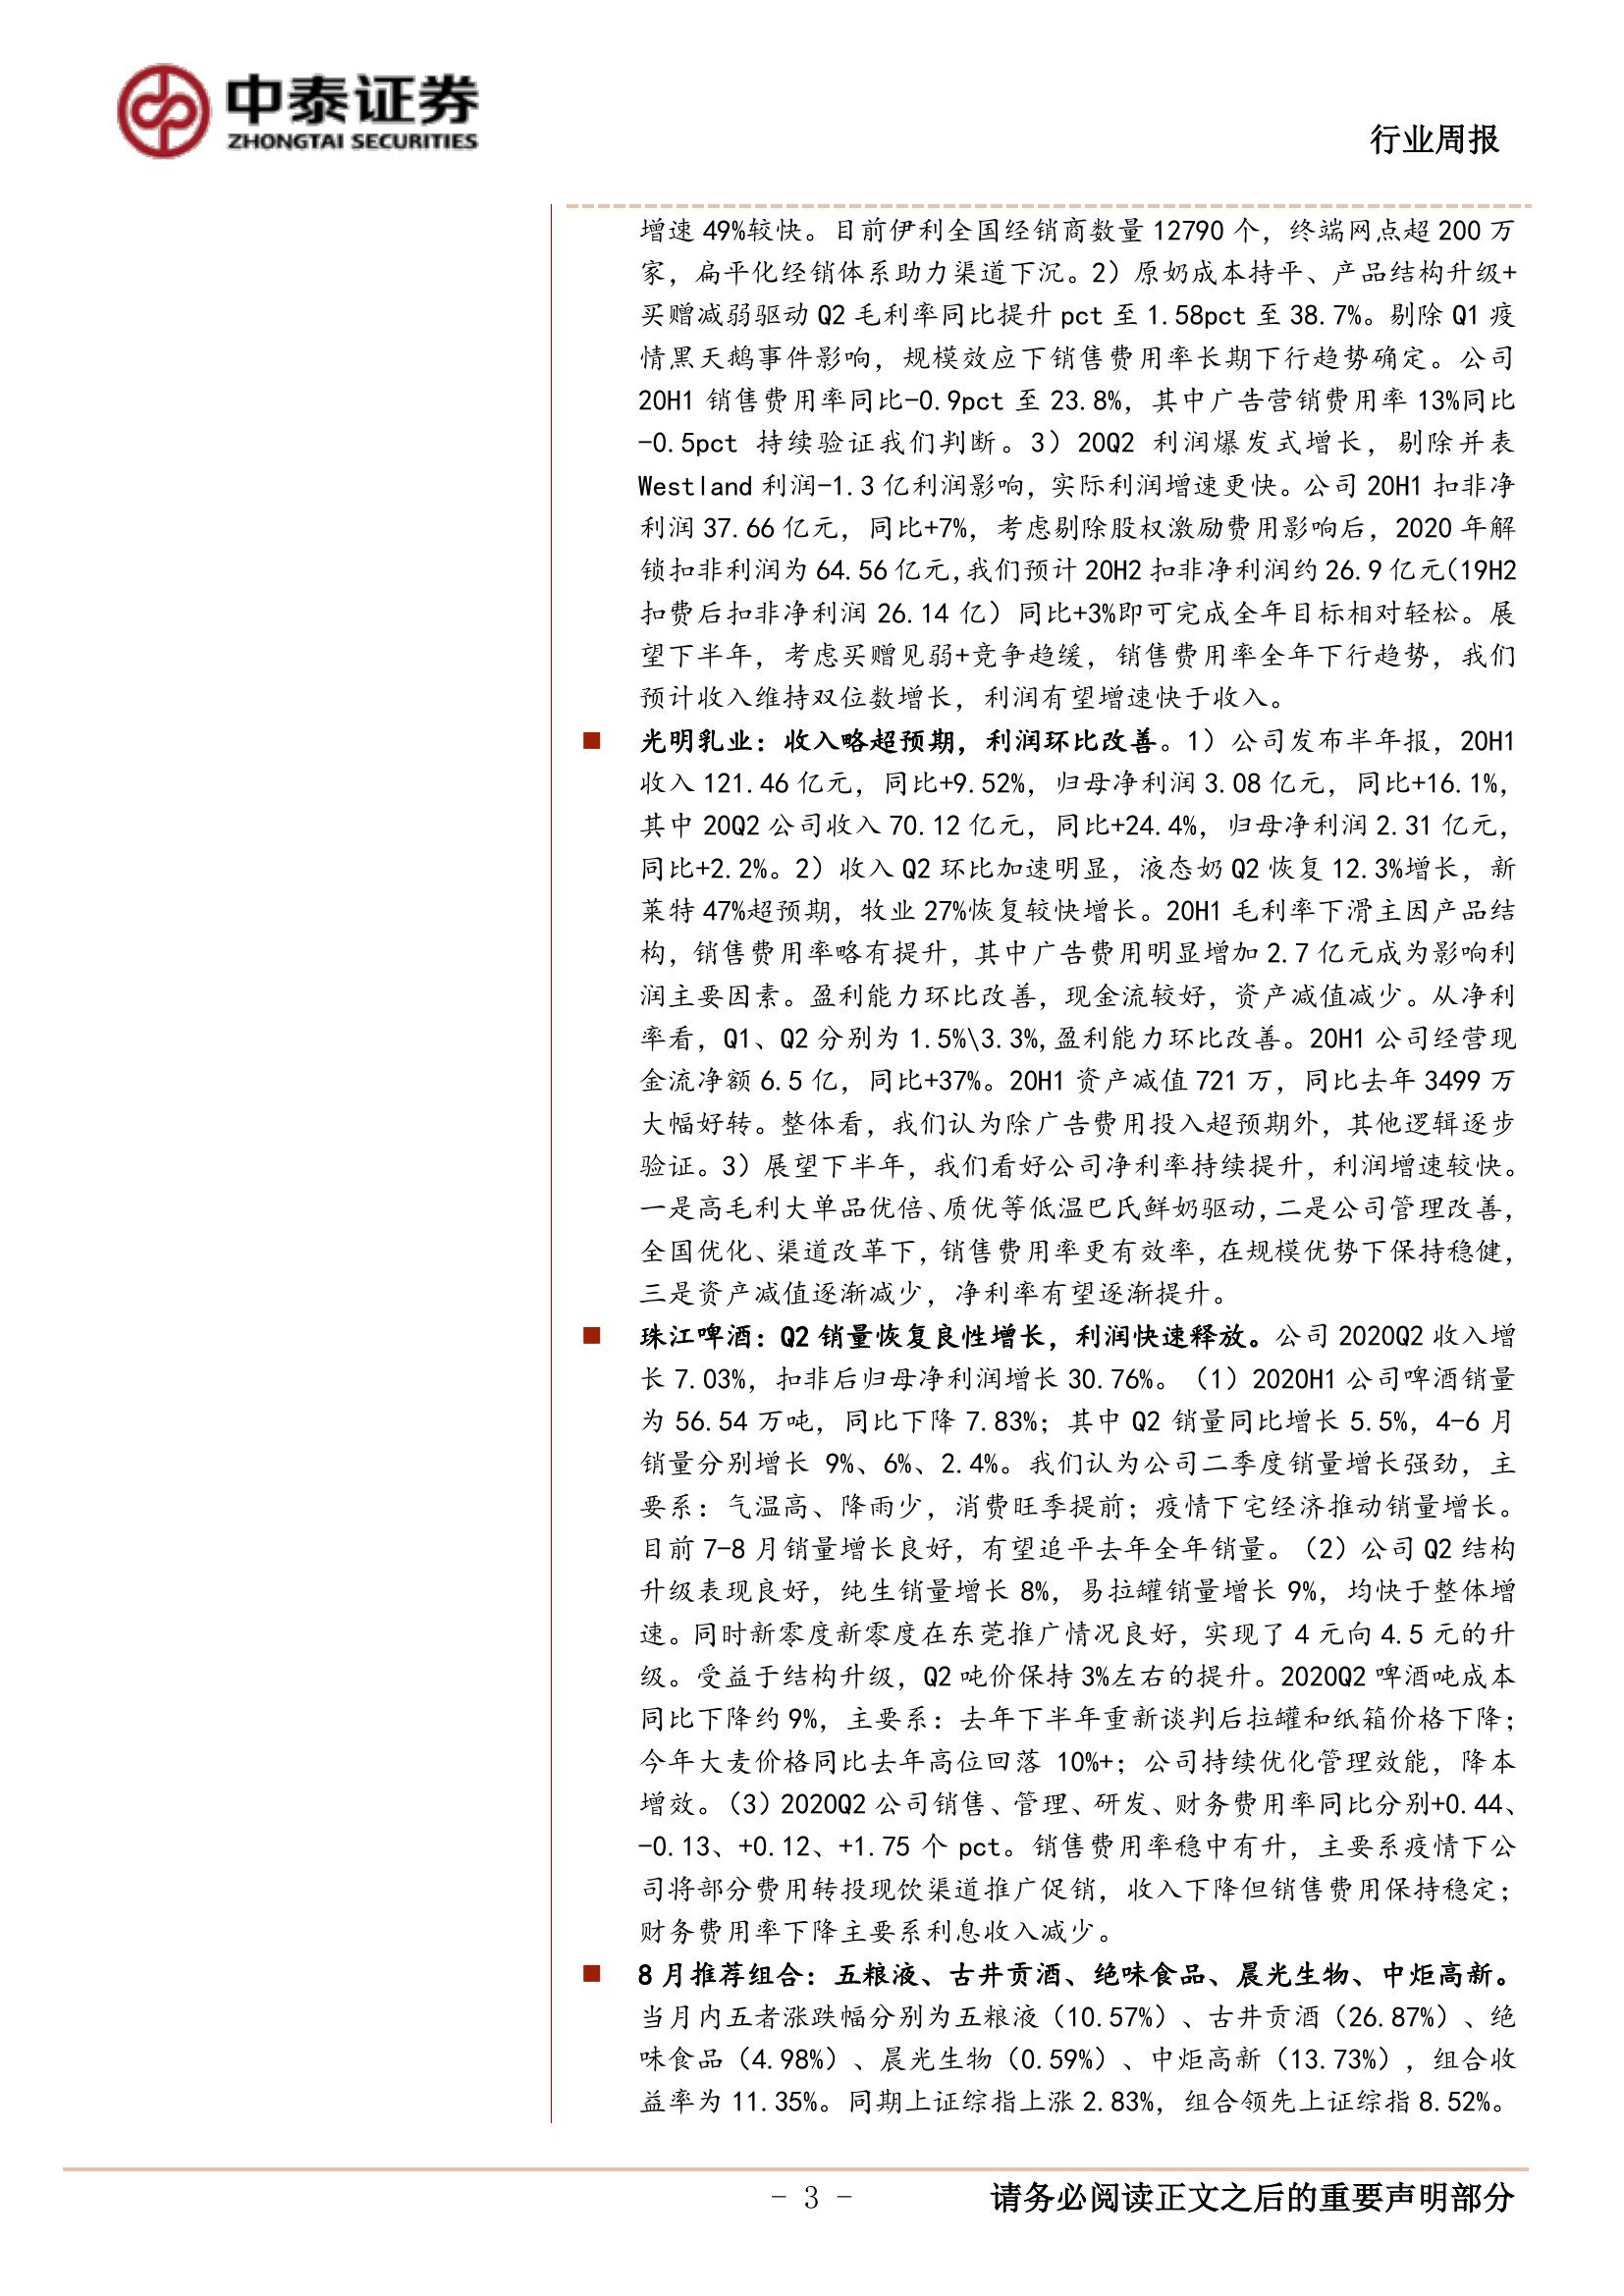 中泰证券
ZHONGTAI SECURITIES
行业周报
增速 49%较快。目前伊利全国经销商数量 12790 个，终端网点超 200 万
家，扁平化经销体系助力渠道下沉。2）原奶成本持平、产品结构升级+
买赠减弱驱动 Q2 毛利率同比提升 pct 至 1.58pct 至 38.7%。剔除 Q1 疫
情黑天鹅事件影响，规模效应下销售费用率长期下行趋势确定。公司
20H1 销售费用率同比-0.9pct 至 23.8%，其中广告营销费用率 13%同比
-0.5pct 持续验证我们判断。3）20Q2 利润爆发式增长，剔除并表
Westland 利润-1.3 亿利润影响，实际利润增速更快。公司 20H1 扣非净
利润 37.66 亿元，同比+7%，考虑剔除股权激励费用影响后，2020 年解
锁扣非利润为 64.56 亿元,我们预计 20H2 扣非净利润约 26.9 亿元（19H2
扣费后扣非净利润 26.14 亿）同比+3%即可完成全年目标相对轻松。展
望下半年，考虑买赠见弱+竞争趋缓，销售费用率全年下行趋势，我们
预计收入维持双位数增长，利润有望增速快于收入。
■ 光明乳业：收入略超预期，利润环比改善。1）公司发布半年报，20H1
收入 121.46 亿元，同比+9.52%，归母净利润 3.08 亿元，同比+16.1%，
其中 20Q2 公司收入 70.12 亿元，同比+24.4%，归母净利润 2.31 亿元，
同比+2.2%。2）收入 Q2 环比加速明显，液态奶 Q2 恢复 12.3%增长，新
莱特 47%超预期，牧业 27%恢复较快增长。20H1 毛利率下滑主因产品结
构，销售费用率略有提升，其中广告费用明显增加 2.7 亿元成为影响利
润主要因素。盈利能力环比改善，现金流较好，资产减值减少。从净利
率看，Q1、Q2 分别为 1.5%\3.3%,盈利能力环比改善。20H1 公司经营现
金流净额 6.5 亿，同比+37%。20H1 资产减值 721 万，同比去年 3499 万
大幅好转。整体看，我们认为除广告费用投入超预期外，其他逻辑逐步
验证。3）展望下半年，我们看好公司净利率持续提升，利润增速较快。
一是高毛利大单品优倍、质优等低温巴氏鲜奶驱动，二是公司管理改善，
全国优化、渠道改革下，销售费用率更有效率，在规模优势下保持稳健，
三是资产减值逐渐减少，净利率有望逐渐提升。
■ 珠江啤酒：Q2 销量恢复良性增长，利润快速释放。公司 2020Q2 收入增
长 7.03%，扣非后归母净利润增长 30.76%。（1）2020H1 公司啤酒销量
为 56.54 万吨，同比下降 7.83%；其中 Q2 销量同比增长 5.5%，4-6 月
销量分别增长 9%、6%、2.4%。我们认为公司二季度销量增长强劲，主
要系：气温高、降雨少，消费旺季提前；疫情下宅经济推动销量增长。
目前 7-8 月销量增长良好，有望追平去年全年销量。（2）公司 Q2 结构
升级表现良好，纯生销量增长 8%，易拉罐销量增长 9%，均快于整体增
速。同时新零度新零度在东莞推广情况良好，实现了 4 元向 4.5 元的升
级。受益于结构升级，Q2 吨价保持 3%左右的提升。2020Q2 啤酒吨成本
同比下降约 9%，主要系：去年下半年重新谈判后拉罐和纸箱价格下降；
今年大麦价格同比去年高位回落 10%+；公司持续优化管理效能，降本
增效。（3）2020Q2 公司销售、管理、研发、财务费用率同比分别+0.44、
-0.13、+0.12、+1.75 个 pct。销售费用率稳中有升，主要系疫情下公
司将部分费用转投现饮渠道推广促销，收入下降但销售费用保持稳定；
财务费用率下降主要系利息收入减少。
■ 8 月推荐组合：五粮液、古井贡酒、绝味食品、晨光生物、中炬高新。
当月内五者涨跌幅分别为五粮液（10.57%）、古井贡酒（26.87%）、绝
味食品（4.98%）、晨光生物（0.59%）、中炬高新（13.73%），组合收
益率为 11.35%。同期上证综指上涨 2.83%，组合领先上证综指 8.52%。
- 3 -
请务必阅读正文之后的重要声明部分